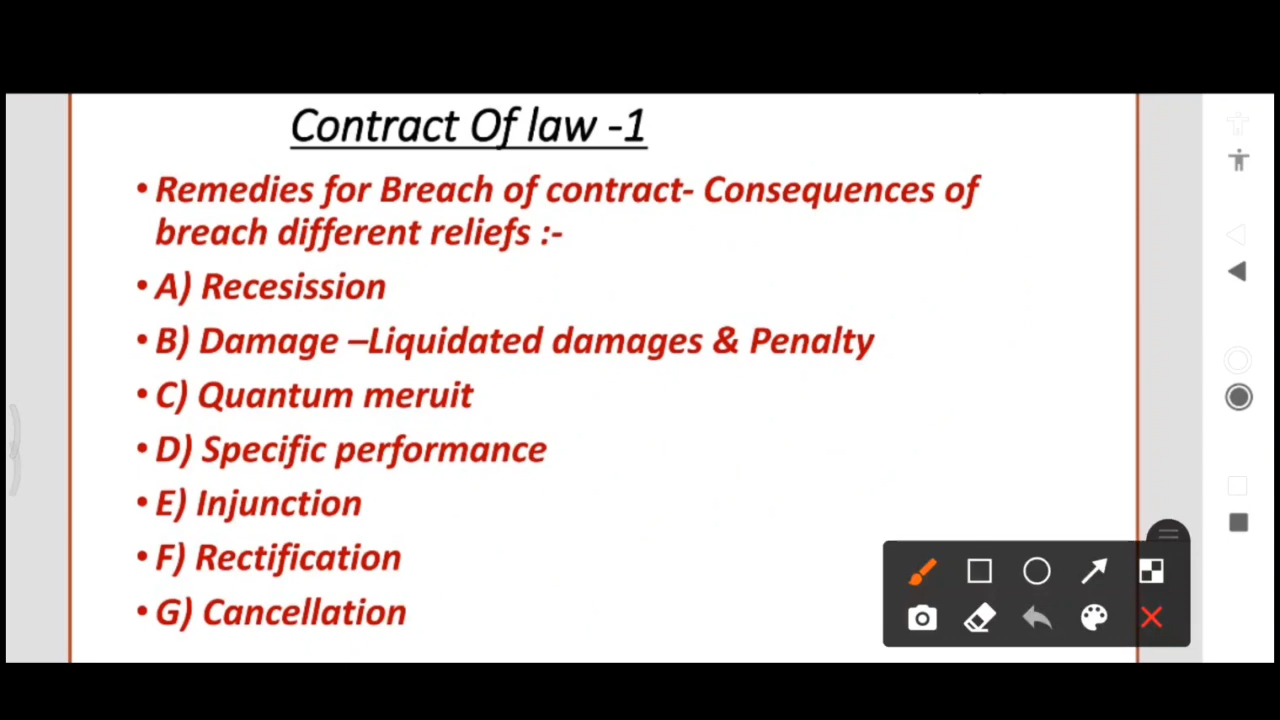 Contract Of law -1
• Remedies for Breach of contract- Consequences of
breach different reliefs :-
• A) Recesission
• B) Damage –Liquidated damages & Penalty
• C) Quantum meruit
• D) Specific performance
• E) Injunction
• F) Rectification
• G) Cancellation